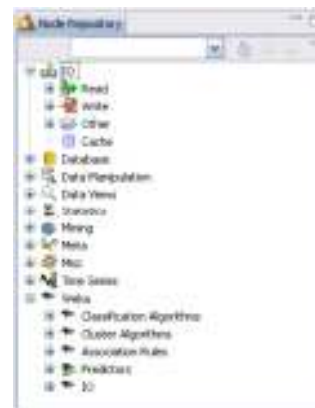 Node Repository
IO
Read
Write
Other
Cache
Database
Data Manipulation
Data Views
Statistics
Mining
Meta
Misc
Time Series
Weka
Classification Algorithms
Cluster Algorithms
Association Rules
Predictors
IO